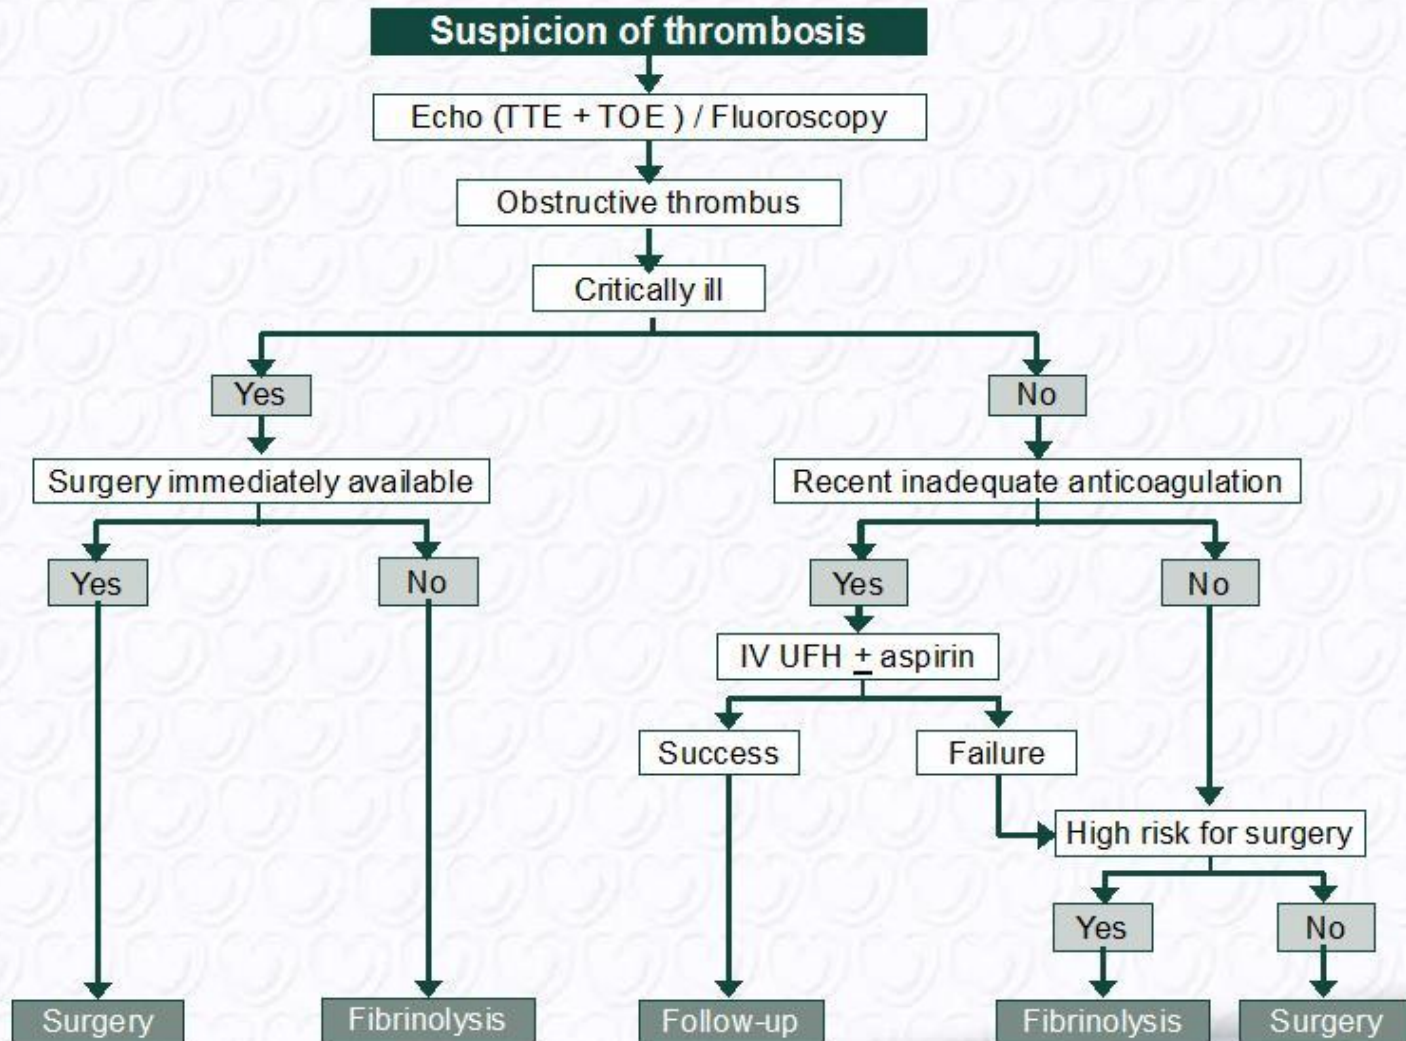 Suspicion of thrombosis
Echo (TTE + TOE ) / Fluoroscopy
Obstructive thrombus
Critically ill
Yes
No
Surgery immediately available
Recent inadequate anticoagulation
Yes
No
Yes
No
IV UFH ± aspirin
Success
Failure
High risk for surgery
Yes
No
Surgery
Fibrinolysis
Follow-up
Fibrinolysis
Surgery